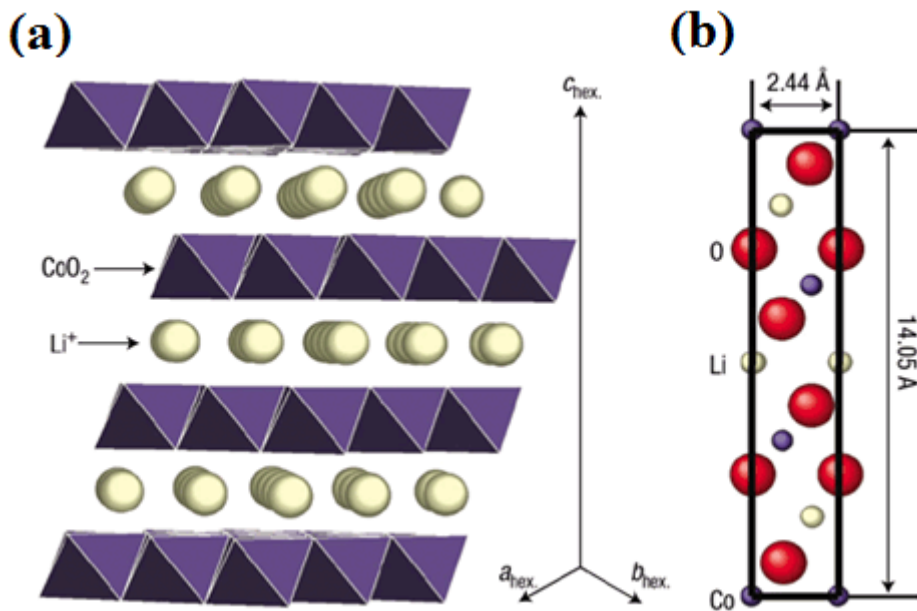 (a)
(b)
c hex.
2.44 Å
CoO2
O
Li+
Li
14.05 A
a hex.
b hex.
Co